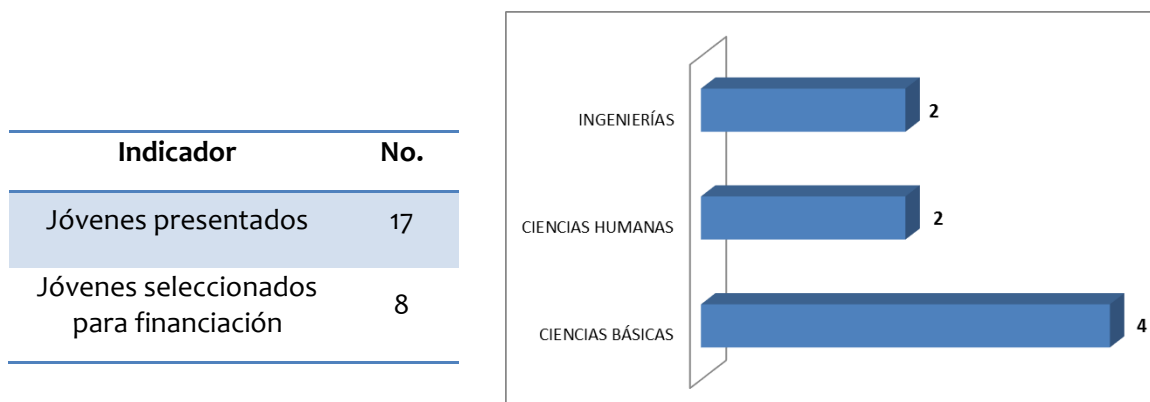 Indicador No.
Jóvenes presentados 17
Jóvenes seleccionados
para financiación 8
INGENIERÍAS 2
CIENCIAS HUMANAS 2
CIENCIAS BÁSICAS 4